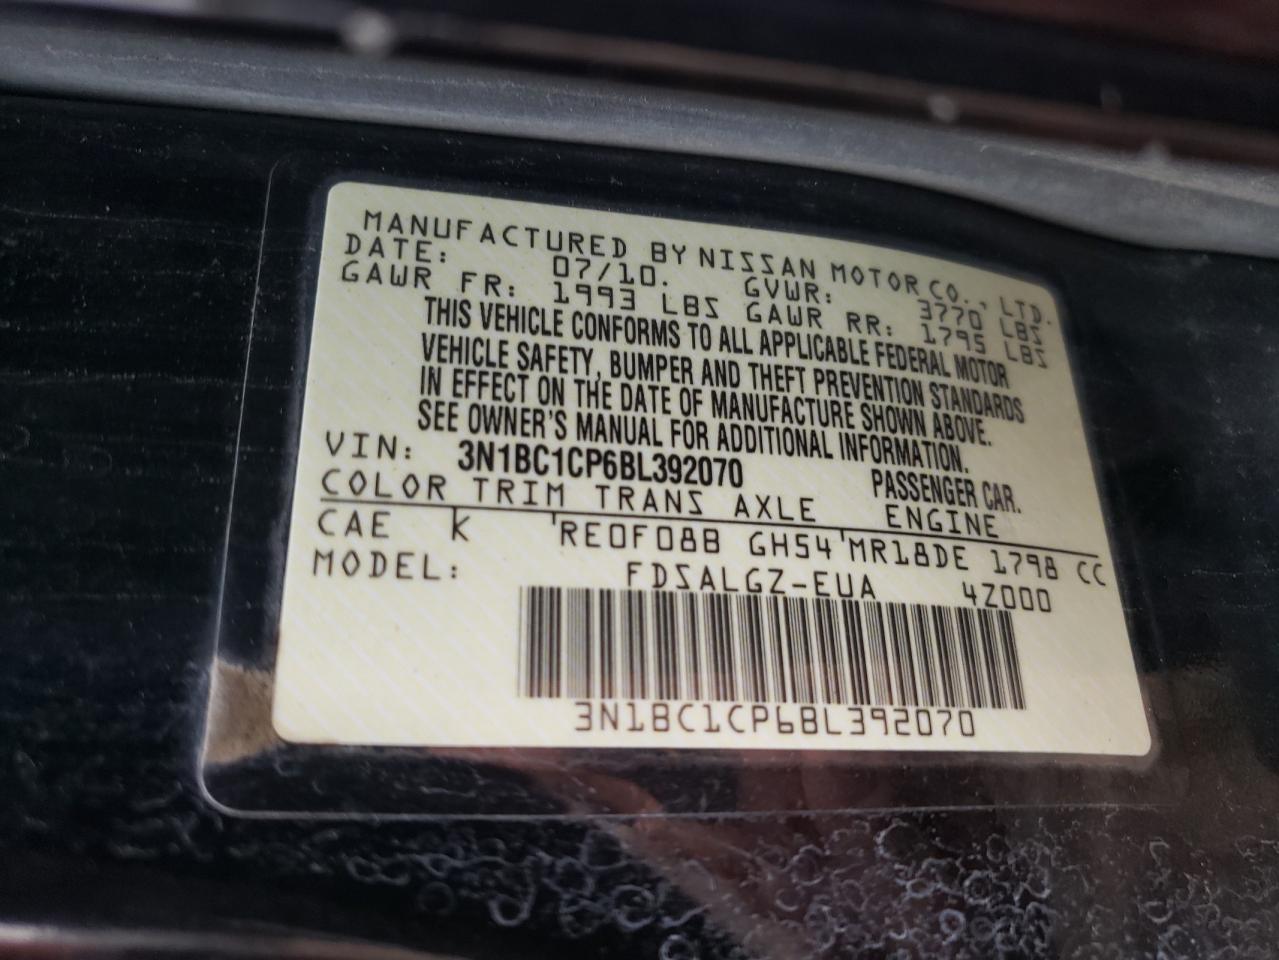 MANUFACTURED BY NISSAN MOTOR CO., LTD.
DATE: 07/10. GVWR: 3770 LBS
GAWR FR: 1993 LBS GAWR RR: 1795 LBS
THIS VEHICLE CONFORMS TO ALL APPLICABLE FEDERAL MOTOR
VEHICLE SAFETY, BUMPER AND THEFT PREVENTION STANDARDS
IN EFFECT ON THE DATE OF MANUFACTURE SHOWN ABOVE.
SEE OWNER'S MANUAL FOR ADDITIONAL INFORMATION.
VIN: 3N1BC1CP6BL392070 PASSENGER CAR.
COLOR TRIM TRANS AXLE ENGINE
CAE K RE0F08B GH54 MR18DE 1798 CC
MODEL: FDSALGZ-EUA 4Z000
3N1BC1CP6BL392070